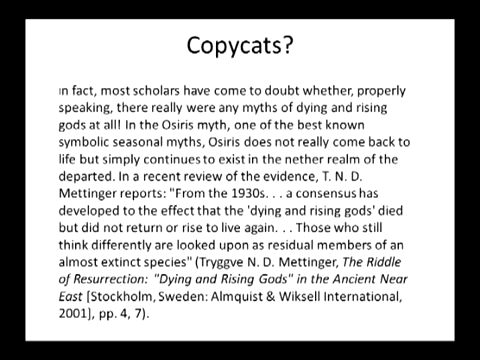 Copycats?
In fact, most scholars have come to doubt whether, properly
speaking, there really were any myths of dying and rising
gods at all! In the Osiris myth, one of the best known
symbolic seasonal myths, Osiris does not really come back to
life but simply continues to exist in the nether realm of the
departed. In a recent review of the evidence, T. N. D.
Mettinger reports: "From the 1930s. . . a consensus has
developed to the effect that the 'dying and rising gods' died
but did not return or rise to live again. . . Those who still
think differently are looked upon as residual members of an
almost extinct species" (Tryggve N. D. Mettinger, The Riddle
of Resurrection: "Dying and Rising Gods" in the Ancient Near
East [Stockholm, Sweden: Almquist & Wiksell International,
2001], pp. 4, 7).